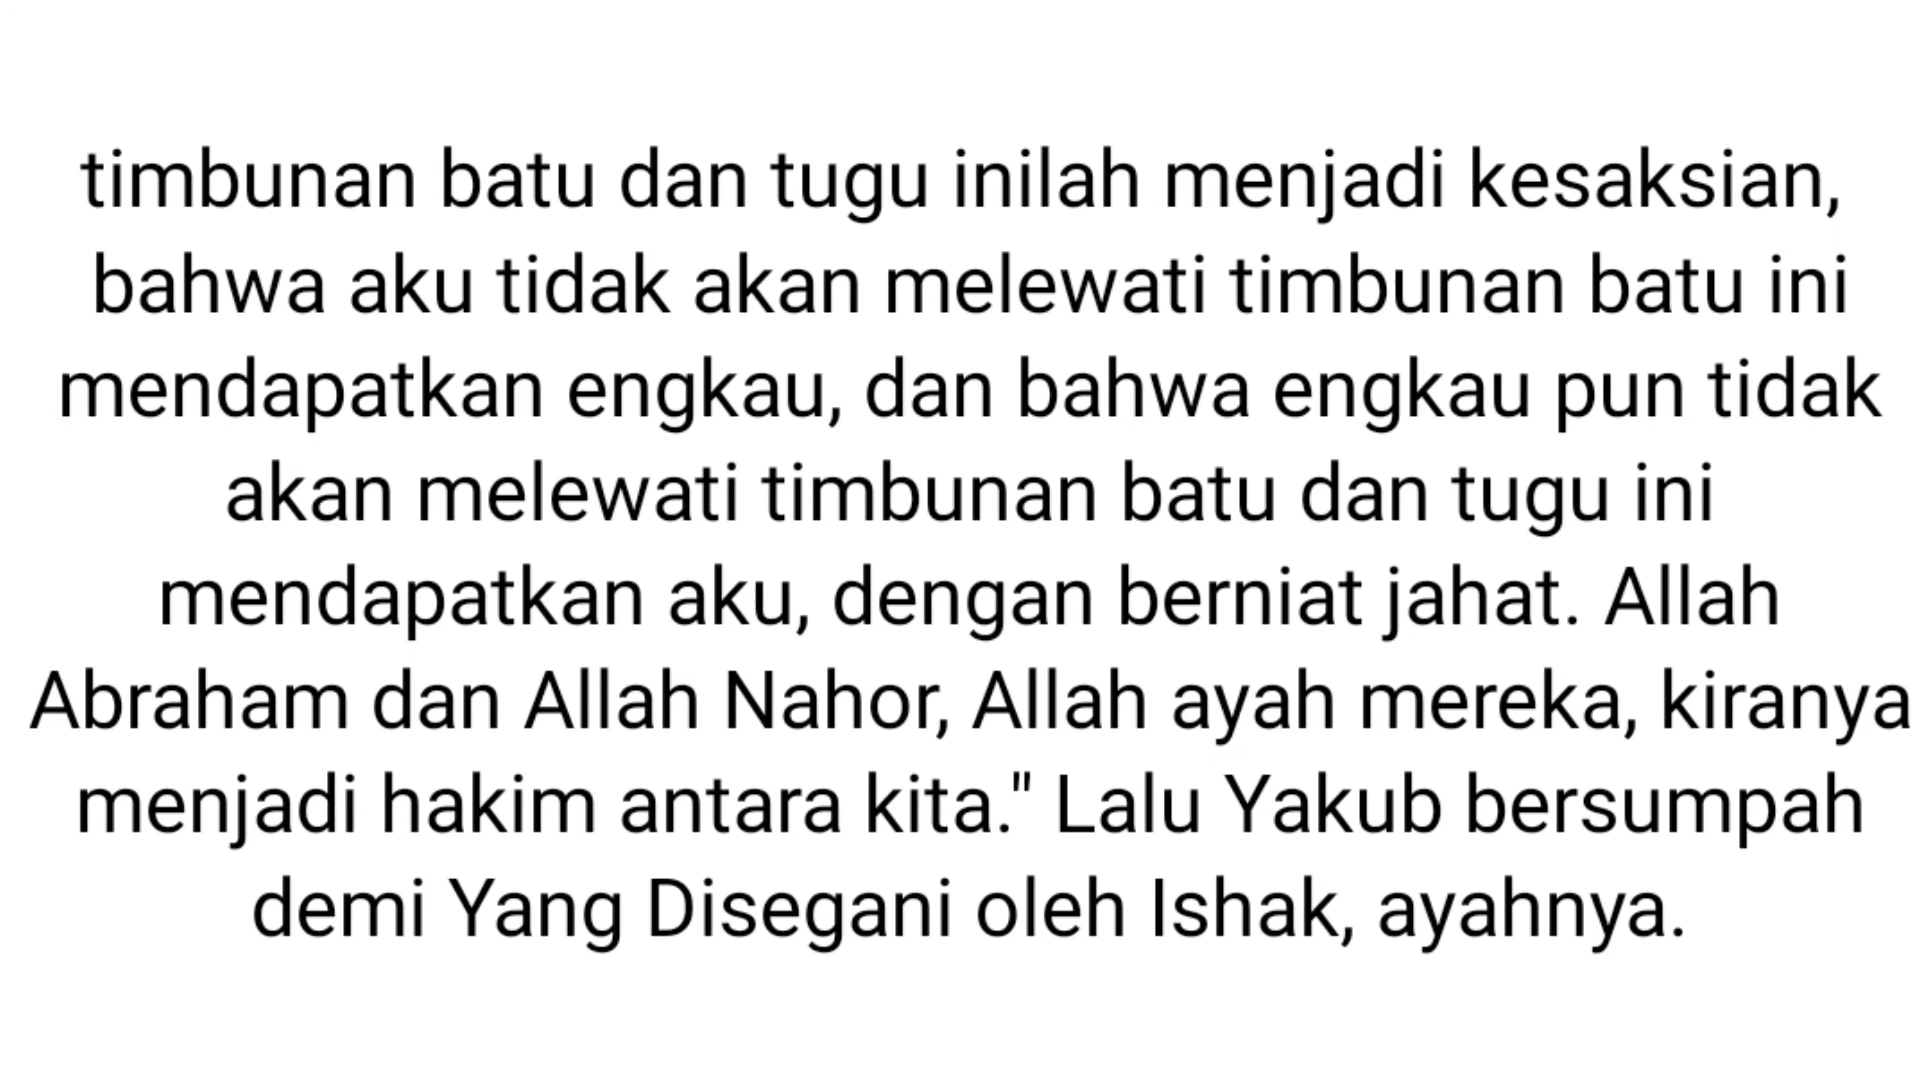 timbunan batu dan tugu inilah menjadi kesaksian,
bahwa aku tidak akan melewati timbunan batu ini
mendapatkan engkau, dan bahwa engkau pun tidak
akan melewati timbunan batu dan tugu ini
mendapatkan aku, dengan berniat jahat. Allah
Abraham dan Allah Nahor, Allah ayah mereka, kiranya
menjadi hakim antara kita." Lalu Yakub bersumpah
demi Yang Disegani oleh Ishak, ayahnya.